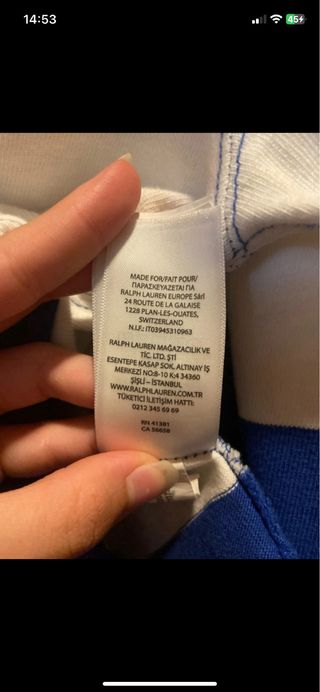 14:53
45
MADE FOR/FAIT POUR/
ΠΑΡΑΣΚΕΥΑΖΕΤΑΙ ΓΙΑ
RALPH LAUREN EUROPE Sàrl
24 ROUTE DE LA GALAISE
1228 PLAN-LES-OUATES,
SWITZERLAND
N.I.F.: IT03945310963
RALPH LAUREN MAĞAZACILIK VE
TİC. LTD. ŞTİ
ESENTEPE KASAP SOK, ALTINAY İŞ
MERKEZİ NO:8-10 K:4 34360
ŞİŞLİ – İSTANBUL
WWW.RALPHLAUREN.COM.TR
TÜKETİCİ İLETİŞİM HATTI:
0212 345 69 69
RN 41381
CA 56658